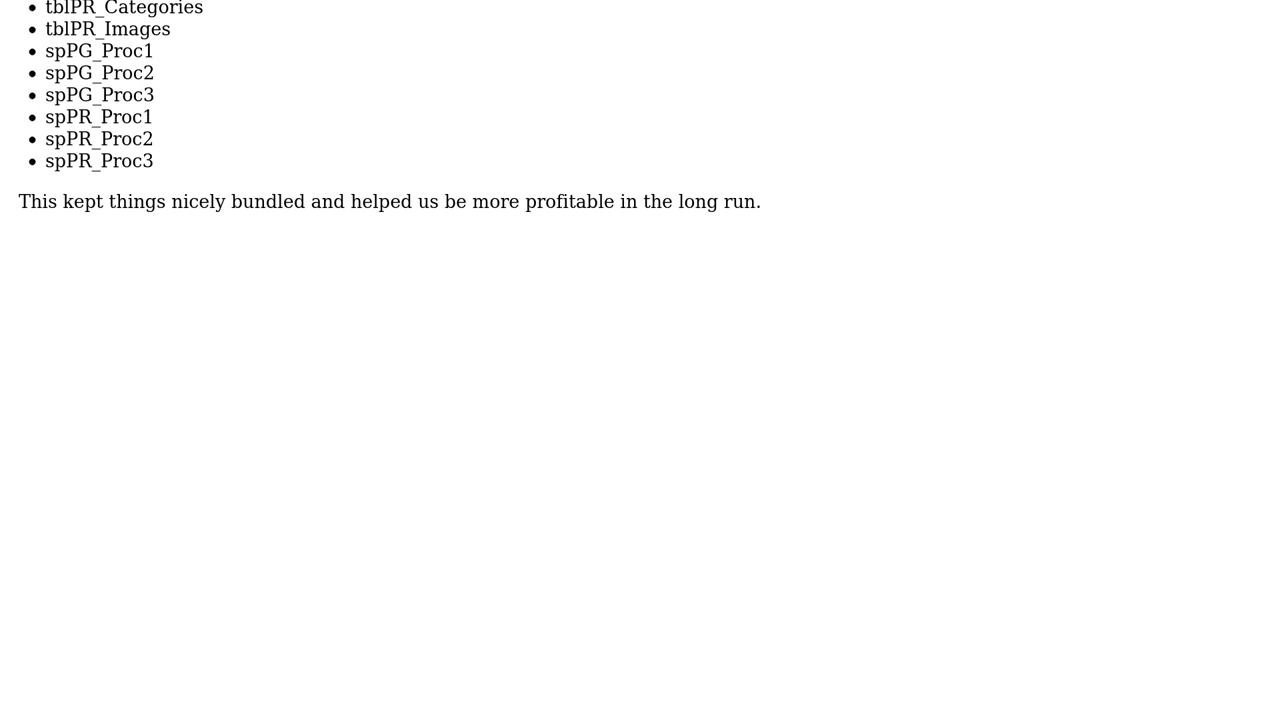 tblPR_Categories
tblPR_Images
spPG_Proc1
spPG_Proc2
spPG_Proc3
spPR_Proc1
spPR_Proc2
spPR_Proc3
This kept things nicely bundled and helped us be more profitable in the long run.